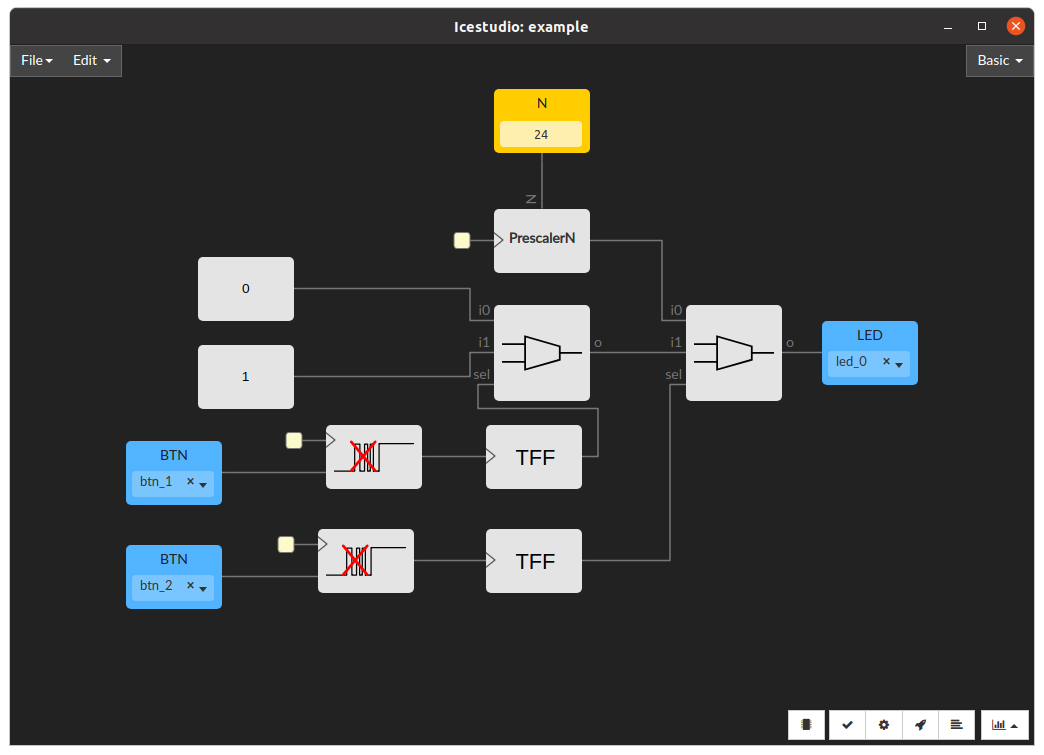 Icestudio: example
File Edit Basic
N
24
N
PrescalerN
0
i0 i0
LED
i1 o i1 o
led_0 ×
1
sel sel
BTN
TFF
btn_1 ×
BTN
TFF
btn_2 ×